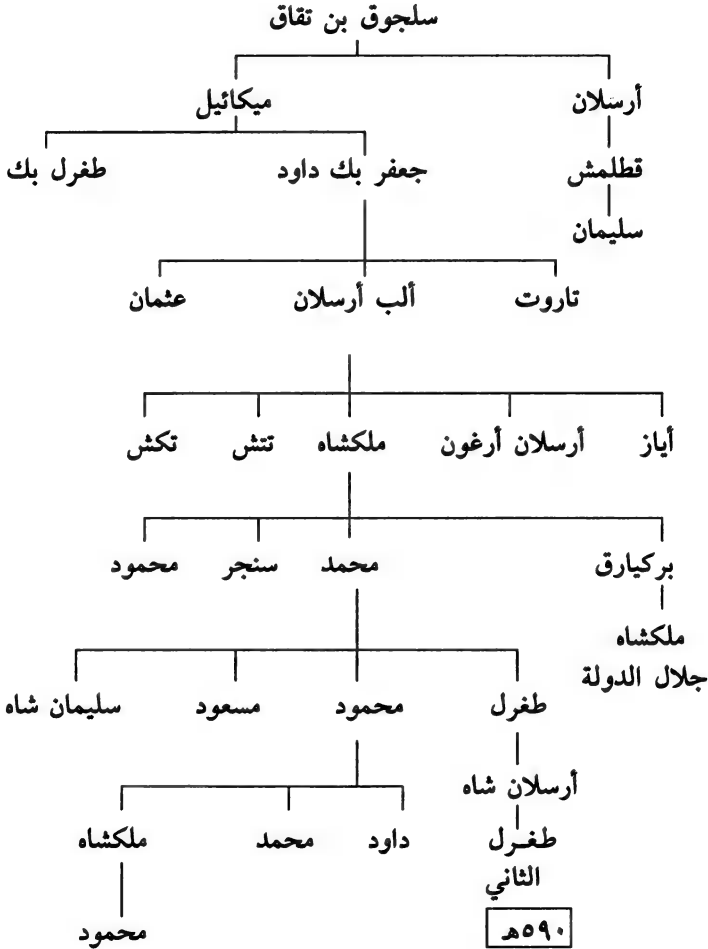 سلجوق بن تقاق
أرسلان ميكائيل
قطلمش جعفر بك داود طغرل بك
سليمان
تاروت ألب أرسلان عثمان
أياز أرسلان أرغون ملكشاه تتش تكش
بركيارق محمد سنجر محمود
ملكشاه
جلال الدولة
طغرل محمود مسعود سليمان شاه
أرسلان شاه
طغرل داود محمد ملكشاه
الثاني
٥٩٠هـ محمود